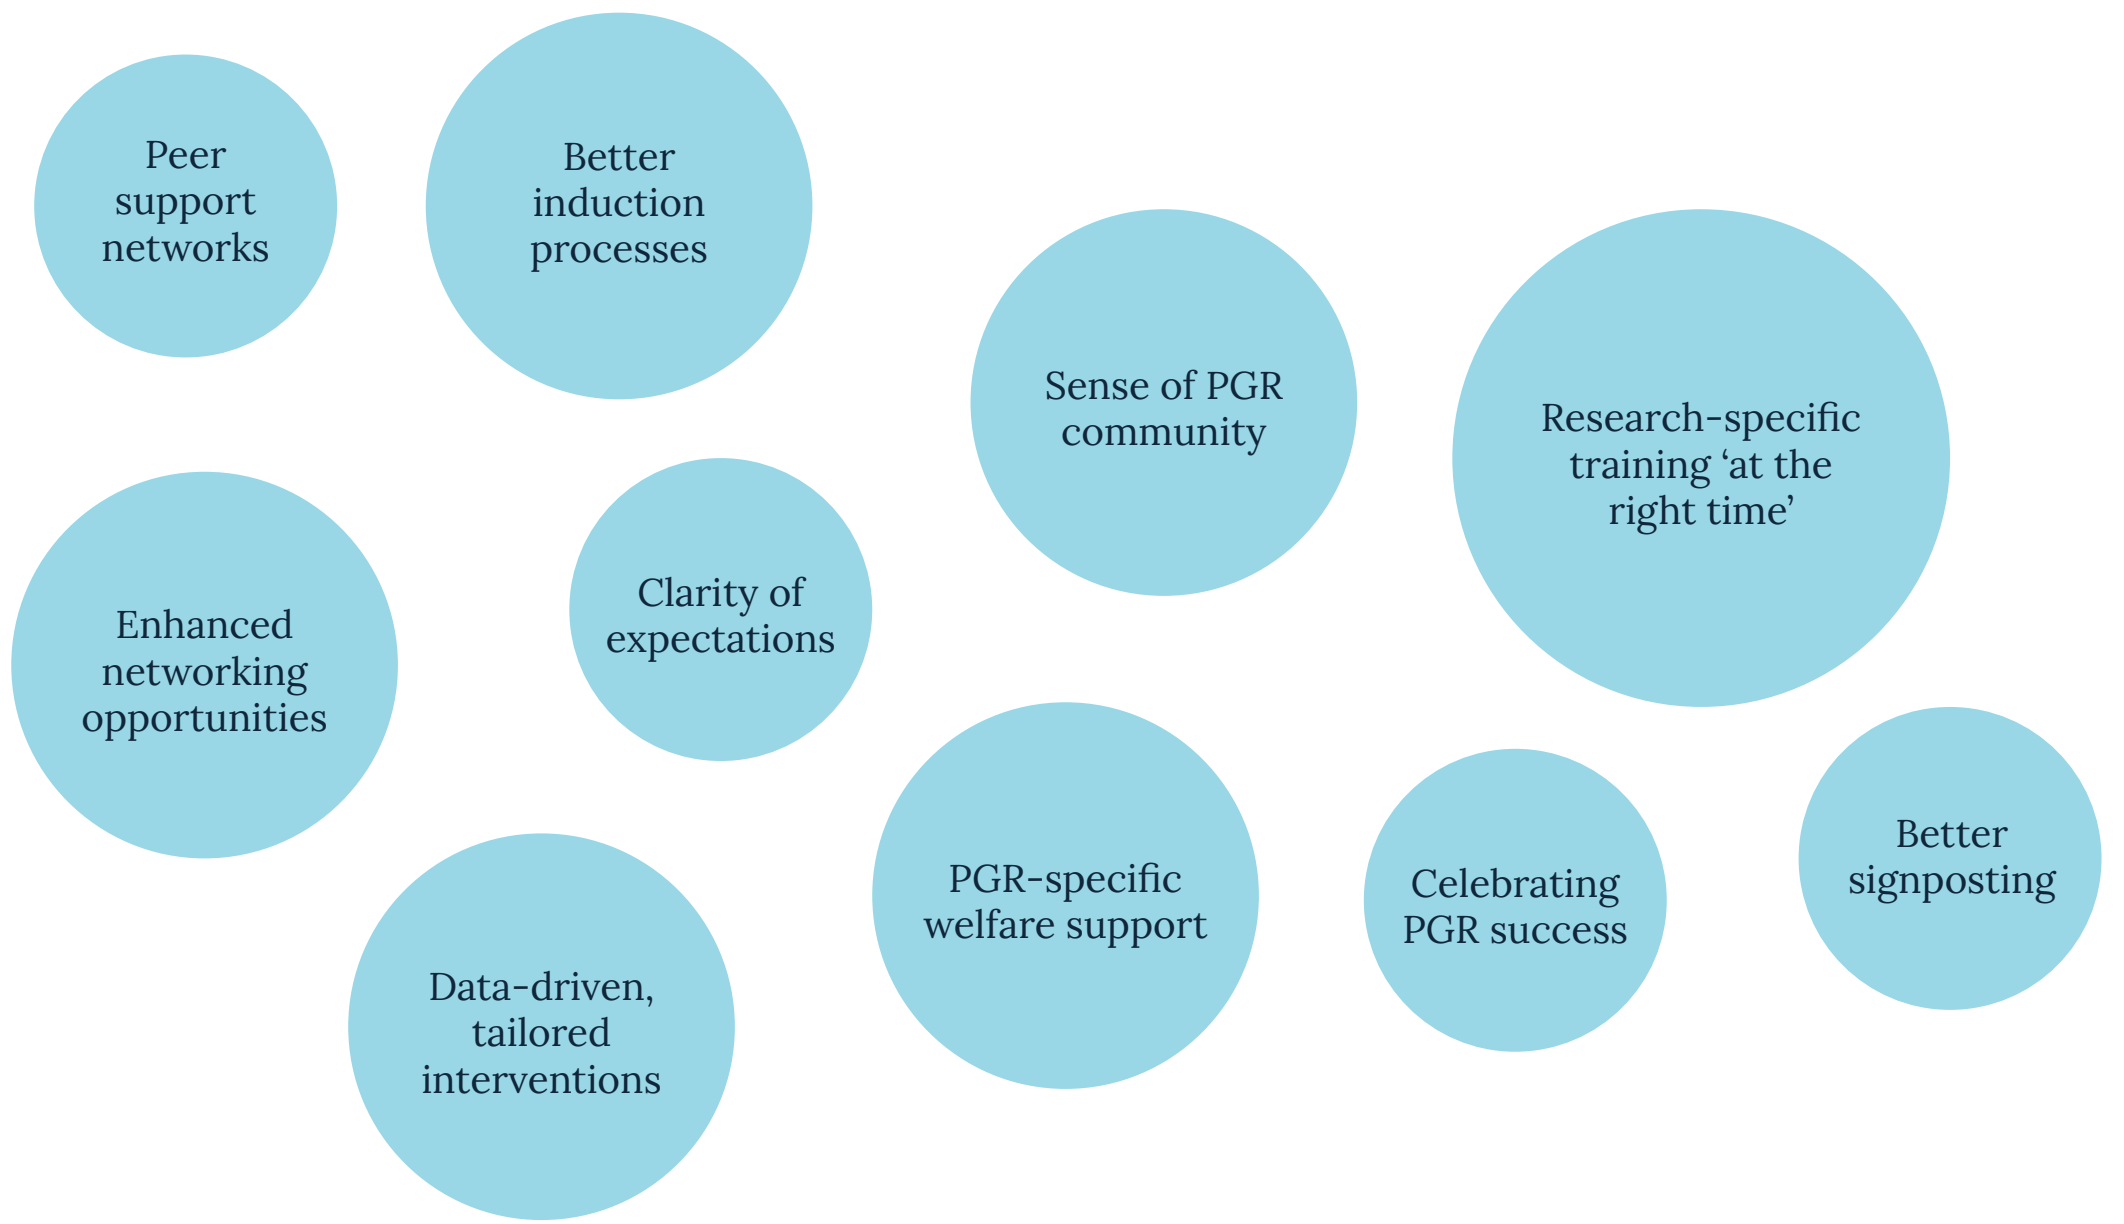 Peer
support
networks
Better
induction
processes
Sense of PGR
community
Research-specific
training ‘at the
right time’
Enhanced
networking
opportunities
Clarity of
expectations
PGR-specific
welfare support
Celebrating
PGR success
Better
signposting
Data-driven,
tailored
interventions